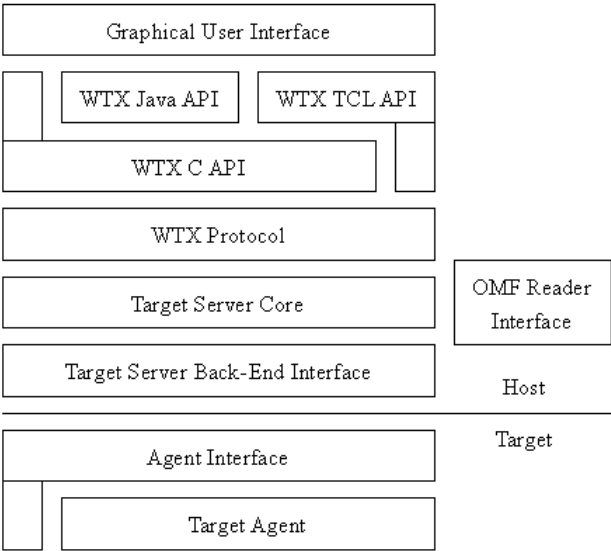 Graphical User Interface
WTX Java API
WTX TCL API
WTX C API
WTX Protocol
Target Server Core
OMF Reader
Interface
Target Server Back-End Interface
Host
Target
Agent Interface
Target Agent